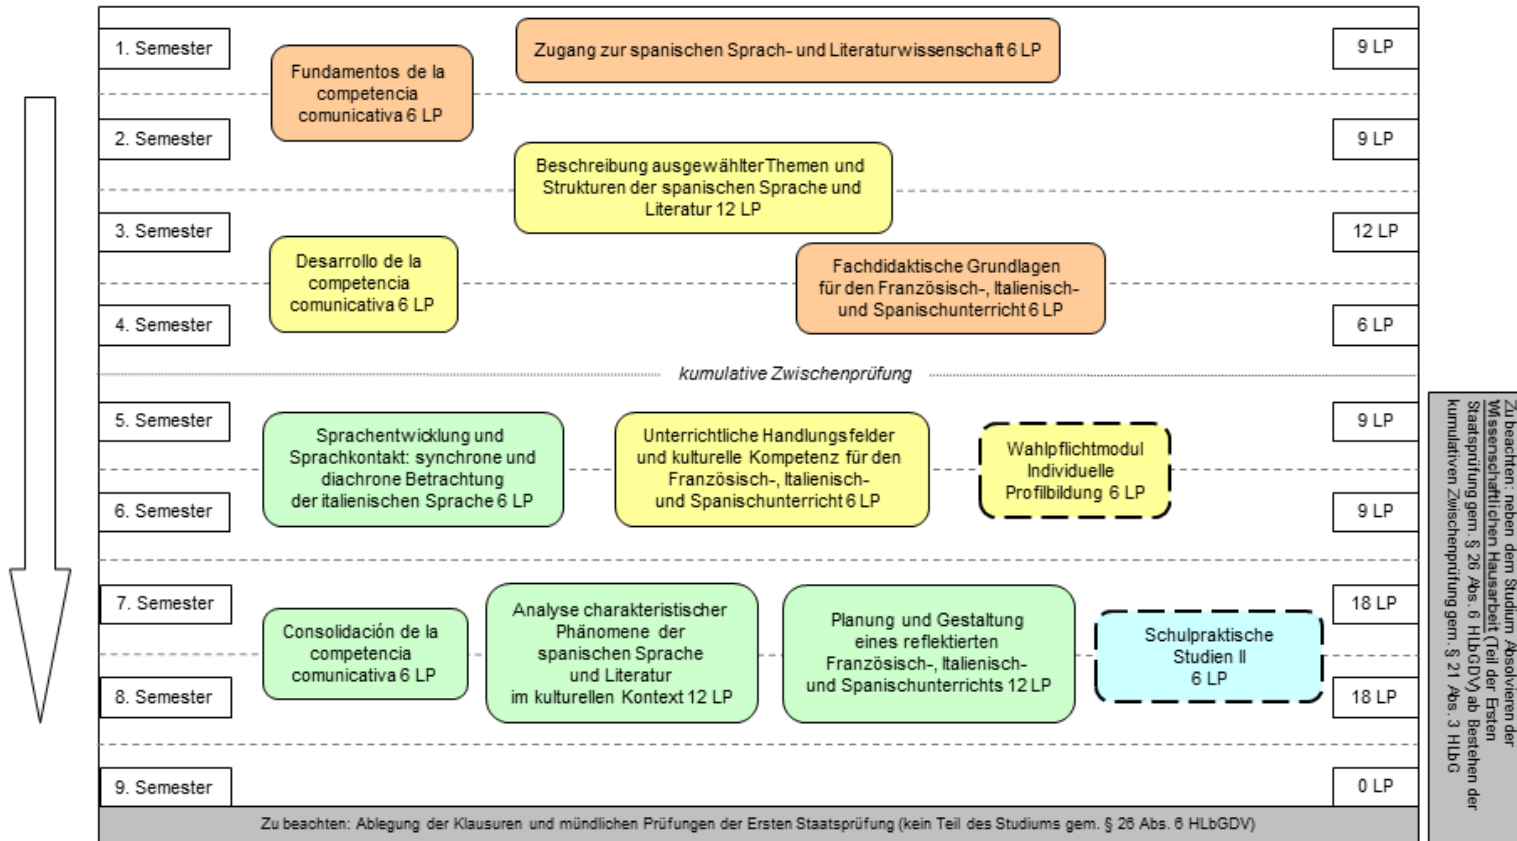 1. Semester
Zugang zur spanischen Sprach- und Literaturwissenschaft 6 LP
9 LP
Fundamentos de la
competencia
comunicativa 6 LP
2. Semester
9 LP
Beschreibung ausgewählter Themen und
Strukturen der spanischen Sprache und
Literatur 12 LP
3. Semester
12 LP
Desarrollo de la
competencia
comunicativa 6 LP
Fachdidaktische Grundlagen
für den Französisch-, Italienisch-
und Spanischunterricht 6 LP
4. Semester
6 LP
kumulative Zwischenprüfung
5. Semester
9 LP
Sprachentwicklung und
Sprachkontakt: synchrone und
diachrone Betrachtung
der italienischen Sprache 6 LP
Unterrichtliche Handlungsfelder
und kulturelle Kompetenz für den
Französisch-, Italienisch-
und Spanischunterricht 6 LP
Wahlpflichtmodul
Individuelle
Profilbildung 6 LP
6. Semester
9 LP
7. Semester
18 LP
Consolidación de la
competencia
comunicativa 6 LP
Analyse charakteristischer
Phänomene der
spanischen Sprache
und Literatur
im kulturellen Kontext 12 LP
Planung und Gestaltung
eines reflektierten
Französisch-, Italienisch-
und Spanischunterrichts 12 LP
Schulpraktische
Studien II
6 LP
8. Semester
18 LP
9. Semester
0 LP
Zu beachten: Ablegung der Klausuren und mündlichen Prüfungen der Ersten Staatsprüfung (kein Teil des Studiums gem. § 26 Abs. 6 HLbGDV)
Zu beachten: neben dem Studium Absolvieren der
Wissenschaftlichen Hausarbeit (Teil der Ersten
Staatsprüfung gem. § 26 Abs. 6 HLbGDV) ab Bestehen der
kumulativen Zwischenprüfung gem. § 21 Abs. 3 HLbG